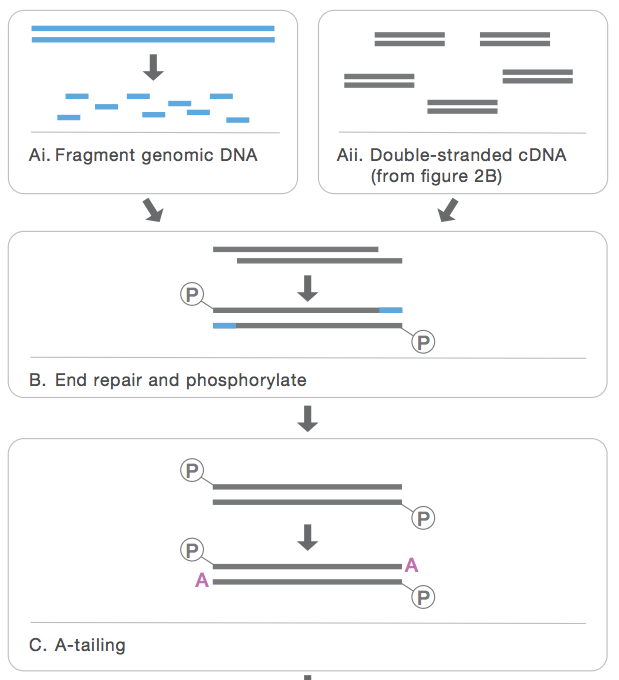 Ai. Fragment genomic DNA
Aii. Double-stranded cDNA
(from figure 2B)
P
P
B. End repair and phosphorylate
P
P
P
A
A
P
C. A-tailing